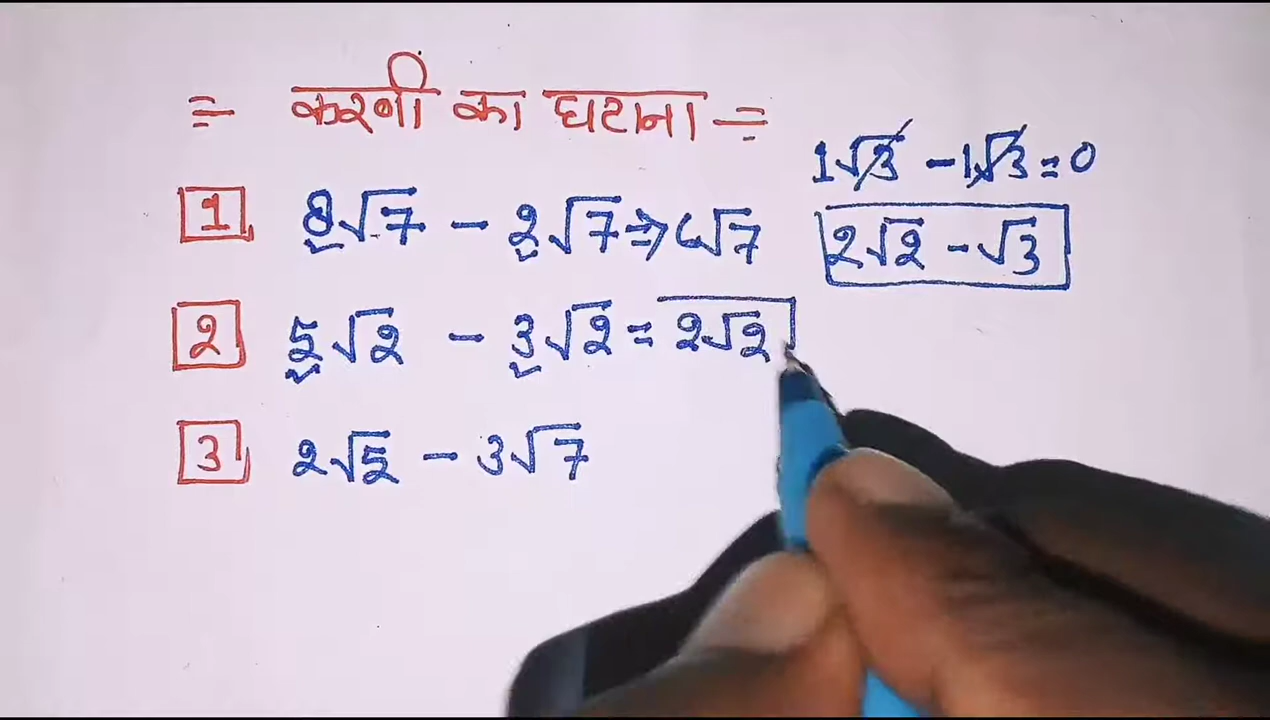 = करणी का घटाना =
1 8√7 - 2√7 ⇒ 6√7
1√3 - 1√3 = 0
2√2 - √3
2 5√2 - 3√2 = 2√2
3 2√5 - 3√7